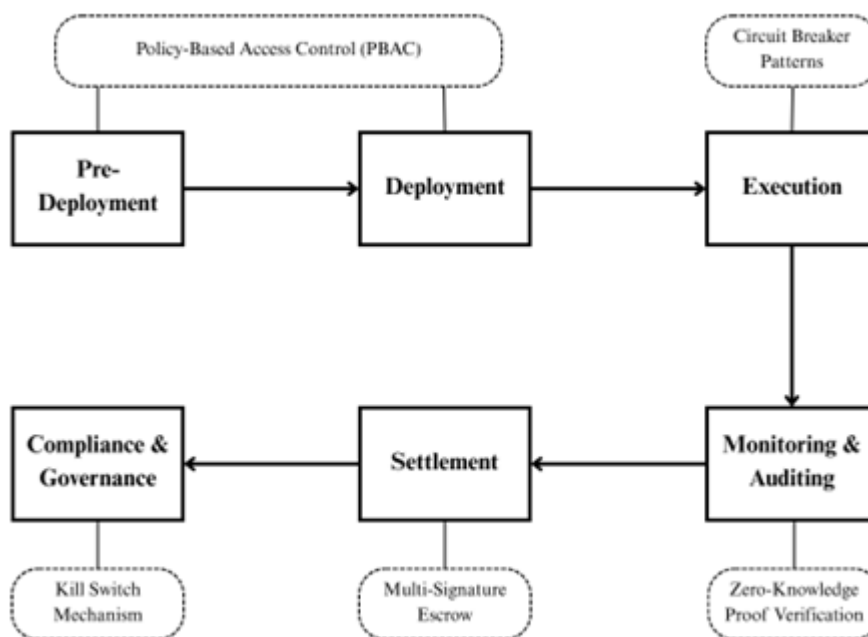 Policy-Based Access Control (PBAC)
Circuit Breaker
Patterns
Pre-
Deployment
Deployment
Execution
Compliance &
Governance
Settlement
Monitoring &
Auditing
Kill Switch
Mechanism
Multi-Signature
Escrow
Zero-Knowledge
Proof Verification